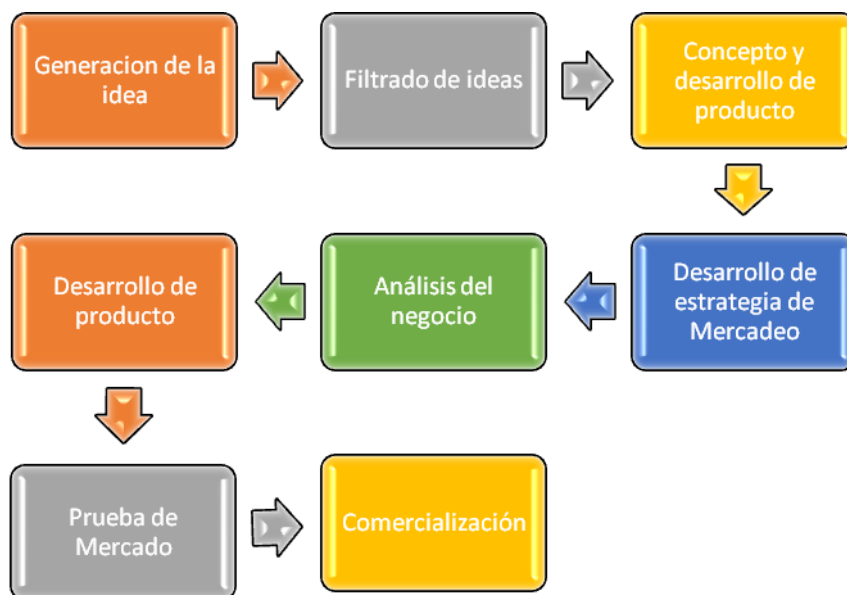 Generacion de la
idea
Filtrado de ideas
Concepto y
desarrollo de
producto
Desarrollo de
estrategia de
Mercadeo
Análisis del
negocio
Desarrollo de
producto
Prueba de
Mercado
Comercialización